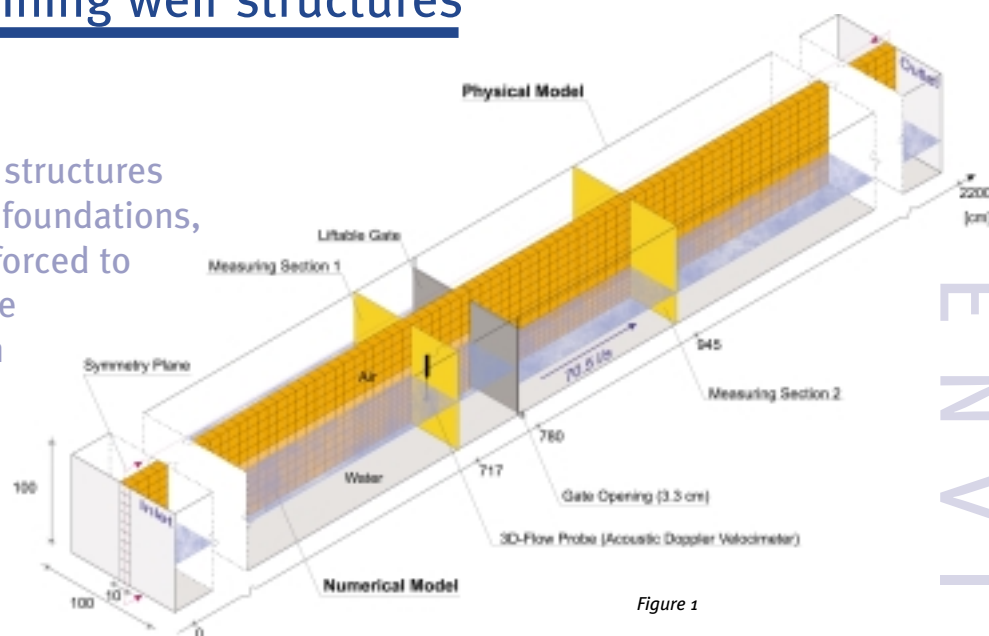 ning weir structures
structures
foundations,
forced to
e
n
Physical Model
Outlet
2200
[cm]
Liftable Gate
Measuring Section 1
Symmetry Plane
Air
70.5 l/s
945
Measuring Section 2
780
717
Water
Gate Opening (3.3 cm)
3D-Flow Probe (Acoustic Doppler Velocimeter)
100
Inlet
Numerical Model
10
100
0
Figure 1
E N V I